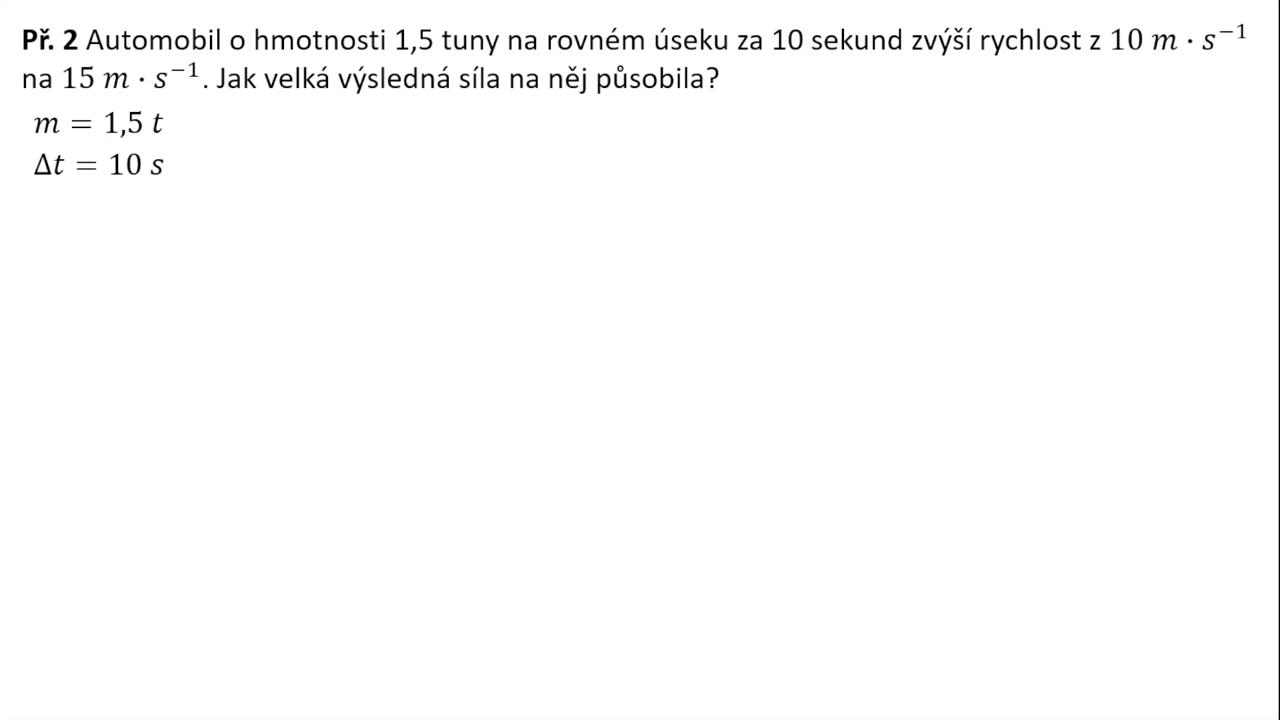 Př. 2 Automobil o hmotnosti 1,5 tuny na rovném úseku za 10 sekund zvýší rychlost z 10 m · s⁻¹
na 15 m · s⁻¹. Jak velká výsledná síla na něj působila?
m = 1,5 t
Δt = 10 s